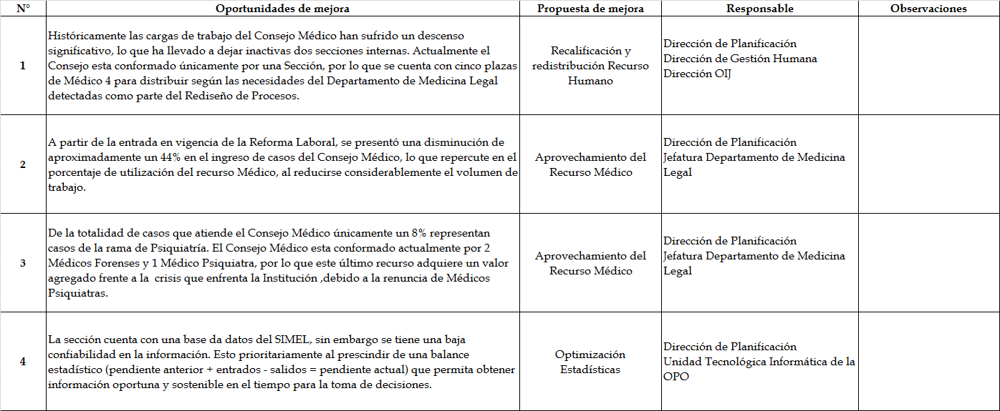 N° Oportunidades de mejora Propuesta de mejora Responsable Observaciones
1
Históricamente las cargas de trabajo del Consejo Médico han sufrido un descenso
significativo, lo que ha llevado a dejar inactivas dos secciones internas. Actualmente el
Consejo esta conformado únicamente por una Sección, por lo que se cuenta con cinco plazas
de Médico 4 para distribuir según las necesidades del Departamento de Medicina Legal
detectadas como parte del Rediseño de Procesos.
Recalificación y
redistribución Recurso
Humano
Dirección de Planificación
Dirección de Gestión Humana
Dirección OIJ
2
A partir de la entrada en vigencia de la Reforma Laboral, se presentó una disminución de
aproximadamente un 44% en el ingreso de casos del Consejo Médico, lo que repercute en el
porcentaje de utilización del recurso Médico, al reducirse considerablemente el volumen de
trabajo.
Aprovechamiento del
Recurso Médico
Dirección de Planificación
Jefatura Departamento de Medicina
Legal
3
De la totalidad de casos que atiende el Consejo Médico únicamente un 8% representan
casos de la rama de Psiquiatría. El Consejo Médico esta conformado actualmente por 2
Médicos Forenses y 1 Médico Psiquiatra, por lo que este último recurso adquiere un valor
agregado frente a la  crisis que enfrenta la Institución ,debido a la renuncia de Médicos
Psiquiatras.
Aprovechamiento del
Recurso Médico
Dirección de Planificación
Jefatura Departamento de Medicina
Legal
4
La sección cuenta con una base da datos del SIMEL, sin embargo se tiene una baja
confiabilidad en la información. Esto prioritariamente al prescindir de una balance
estadístico (pendiente anterior + entrados - salidos = pendiente actual) que permita obtener
información oportuna y sostenible en el tiempo para la toma de decisiones.
Optimización
Estadísticas
Dirección de Planificación
Unidad Tecnológica Informática de la
OPO